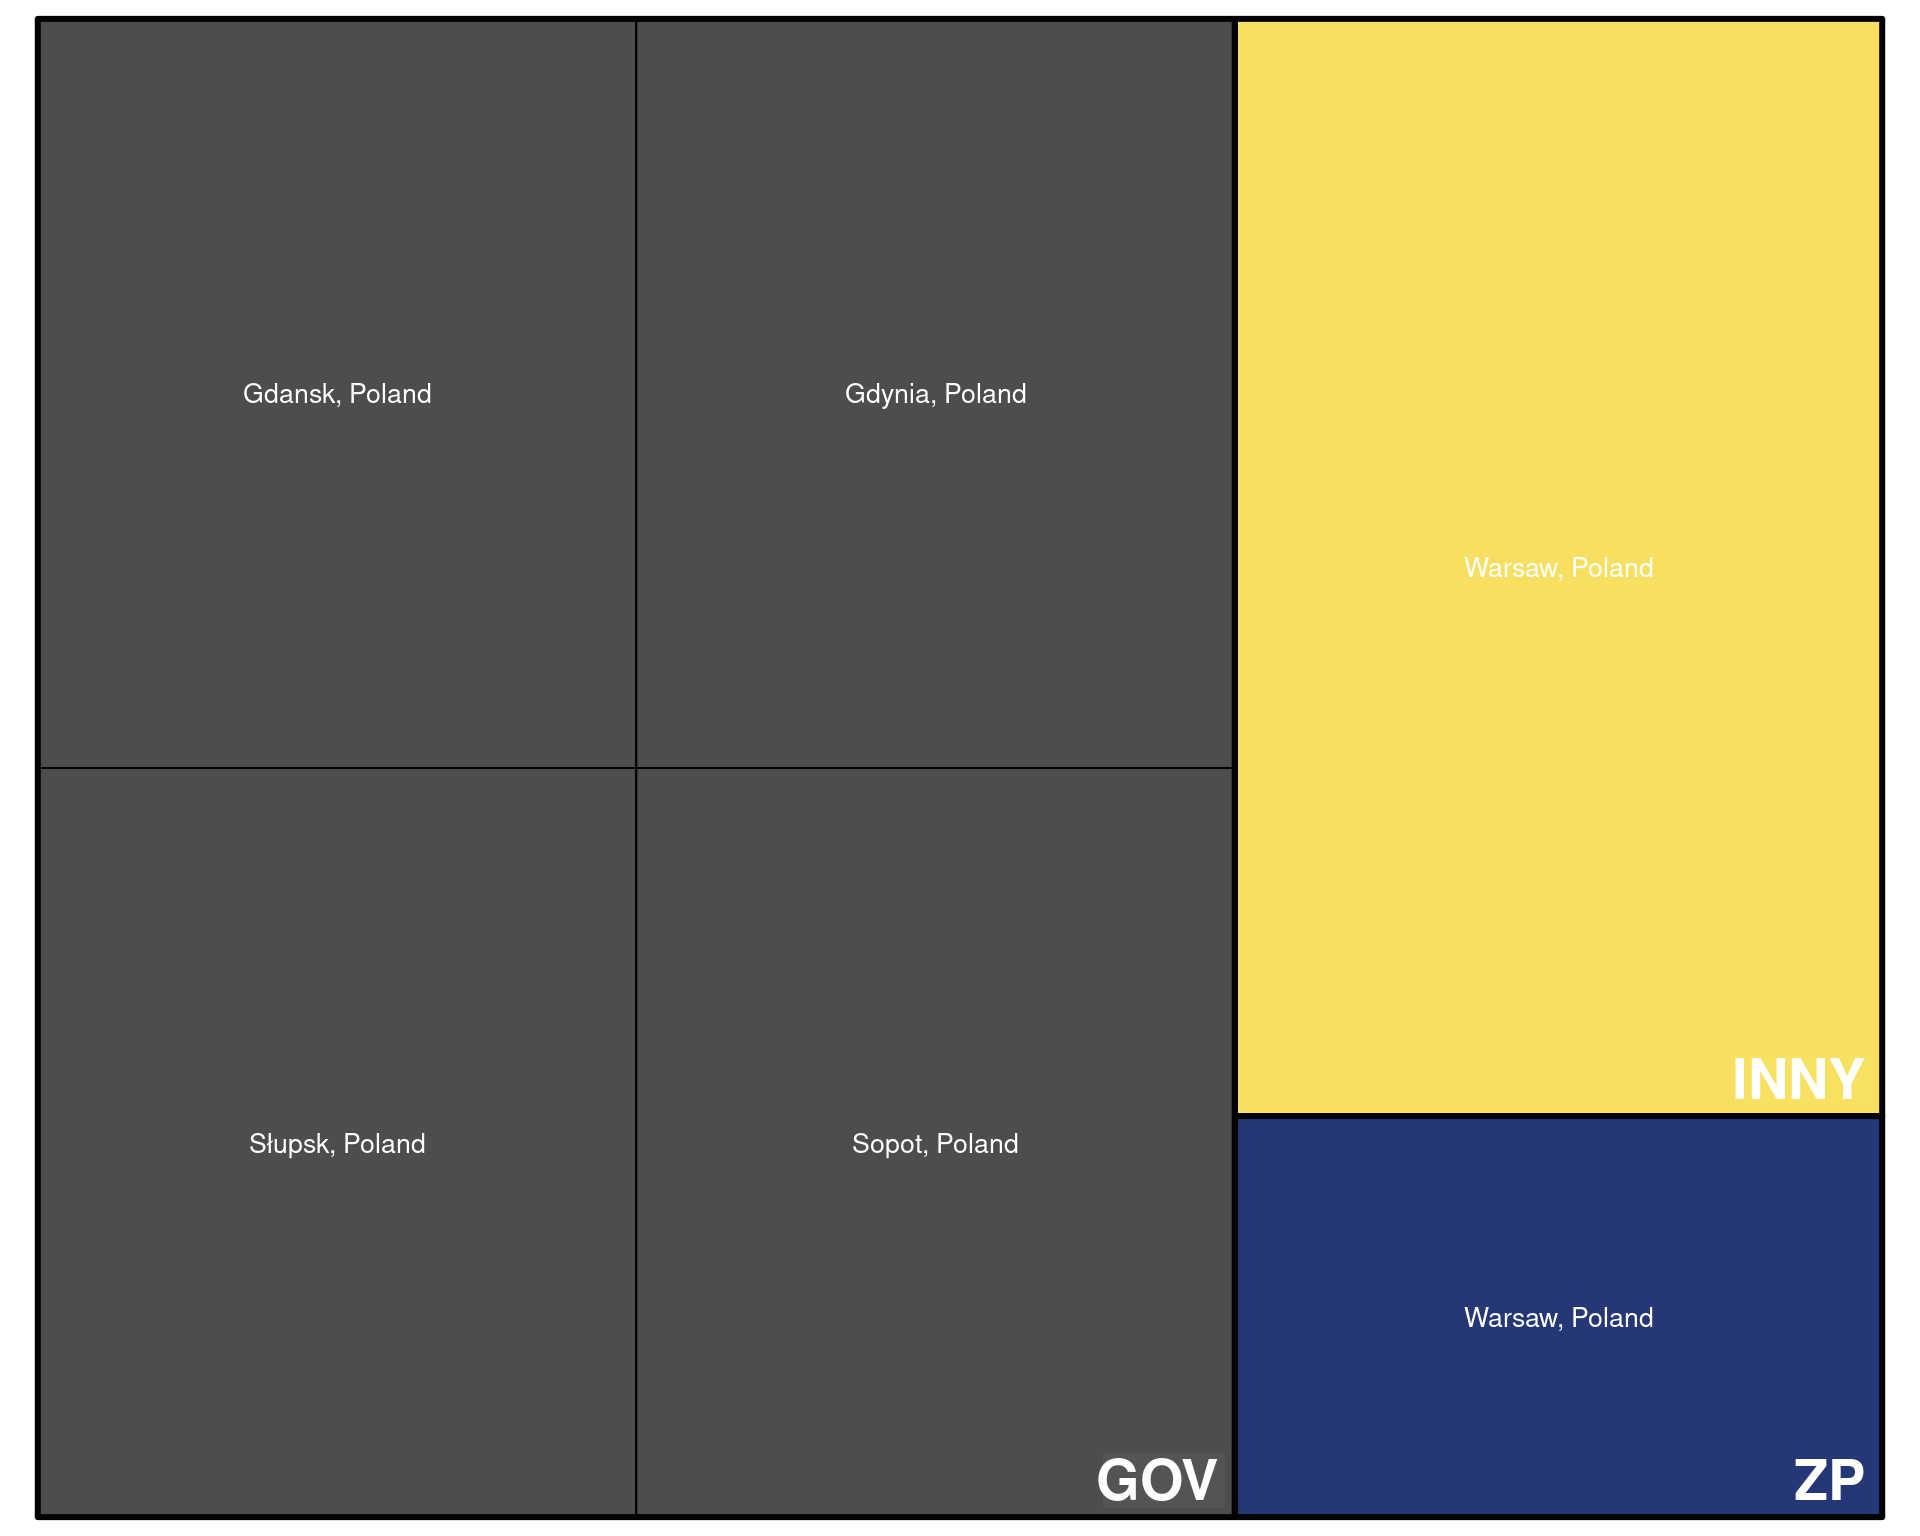 Gdansk, Poland
Gdynia, Poland
Warsaw, Poland
INNY
Słupsk, Poland
Sopot, Poland
GOV
Warsaw, Poland
ZP